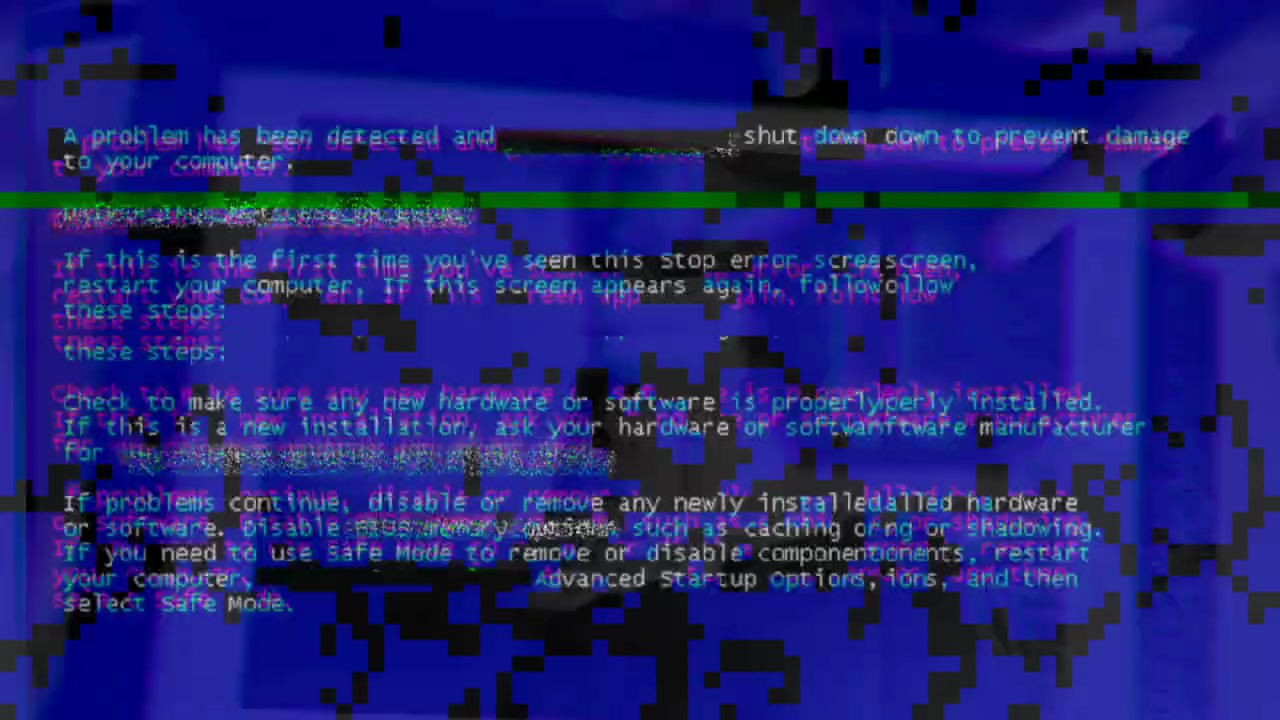 A problem has been detected and shut down down to prevent damage
to your computer.
If this is the first time you've seen this Stop error screescreen,
restart your computer, If this screen appears again, followollow
these steps:
these steps:
Check to make sure any new hardware or software is properlyperly installed.
If this is a new installation, ask your hardware or softwanftware manufacturer
for
If problems continue, disable or remove any newly installedalled hardware
or software. Disable such as caching orng or shadowing.
If you need to use Safe Mode to remove or disable componentonents, restart
your computer, Advanced Startup Options, ions, and then
select Safe Mode.